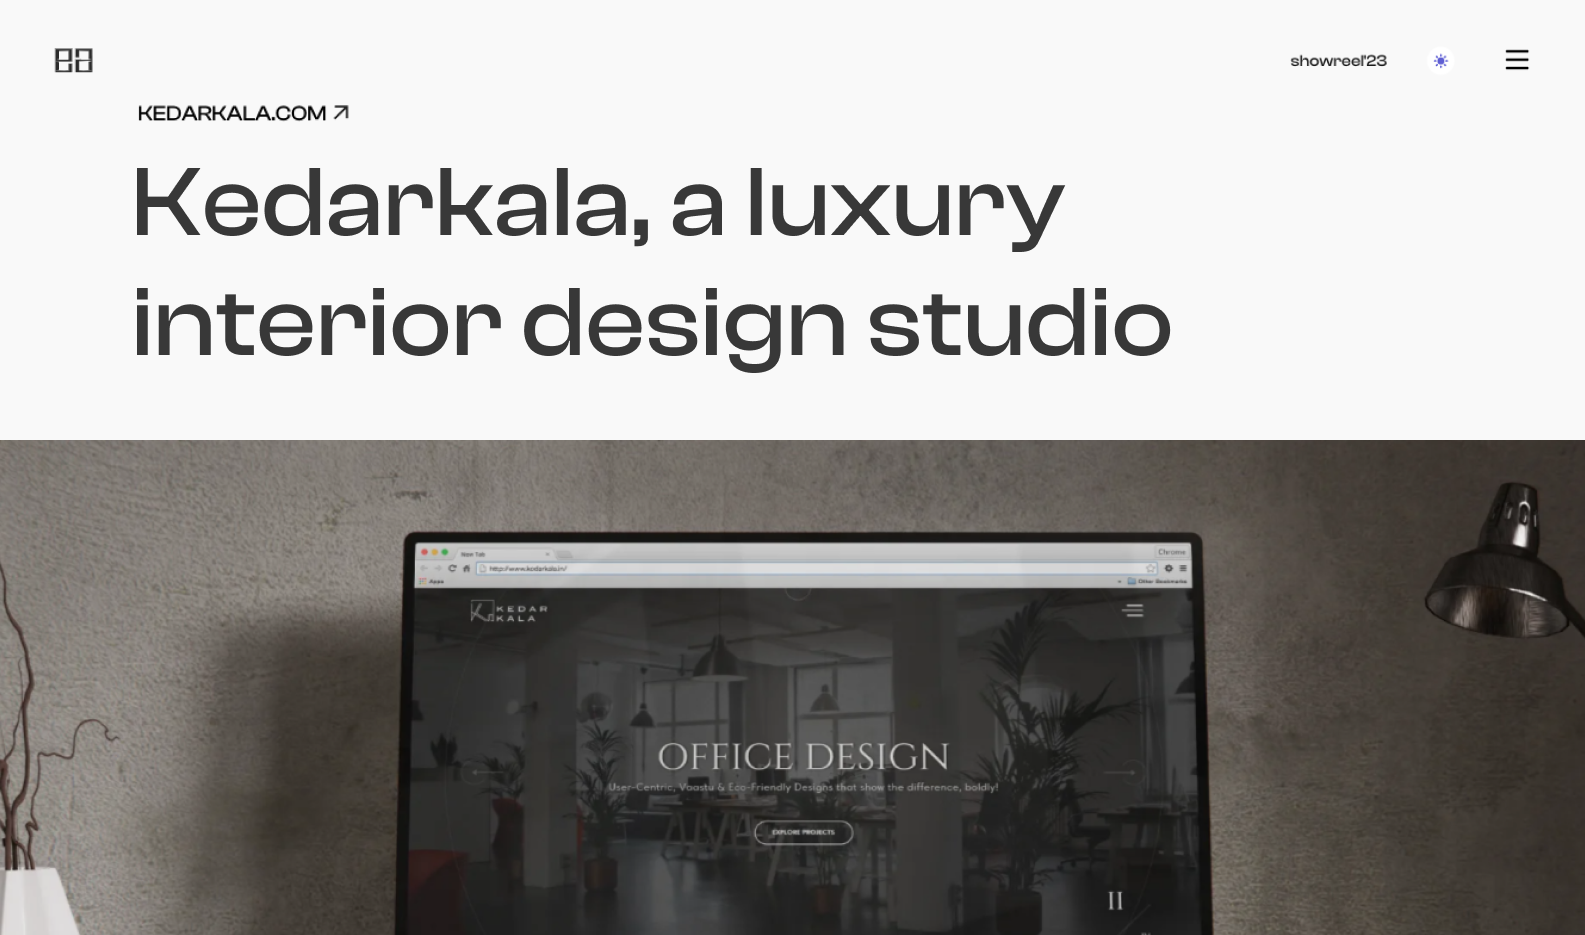 showreel'23
KEDARKALA.COM
Kedarkala, a luxury
interior design studio
New Tab
Chrome
http://www.kedarkala.in/
Apps
Other Bookmarks
KEDAR
KALA
OFFICE DESIGN
User-Centric, Vaastu & Eco-Friendly Designs that show the difference, boldly!
EXPLORE PROJECTS